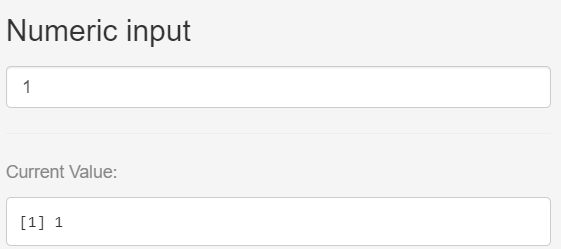 Numeric input
1
Current Value:
[1] 1